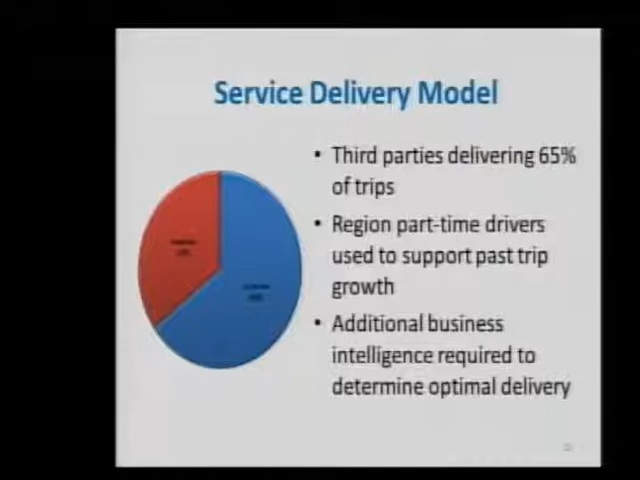 Service Delivery Model
• Third parties delivering 65%
of trips
• Region part-time drivers
used to support past trip
growth
• Additional business
intelligence required to
determine optimal delivery